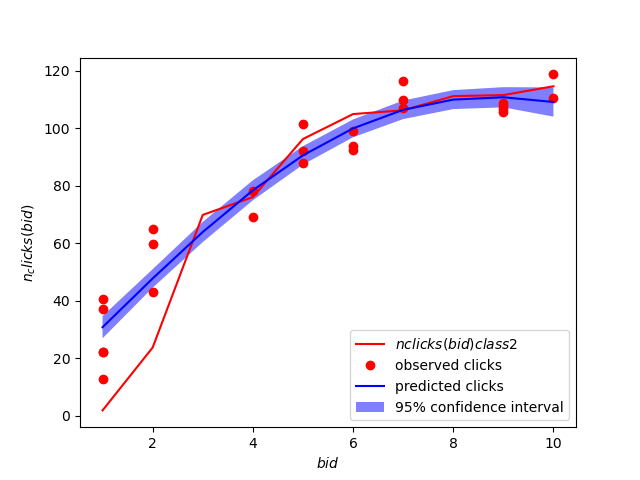 120
100
80
60
40
20
0
n_clicks(bid)
2
4
6
8
10
bid
nclicks(bid)class2
observed clicks
predicted clicks
95% confidence interval